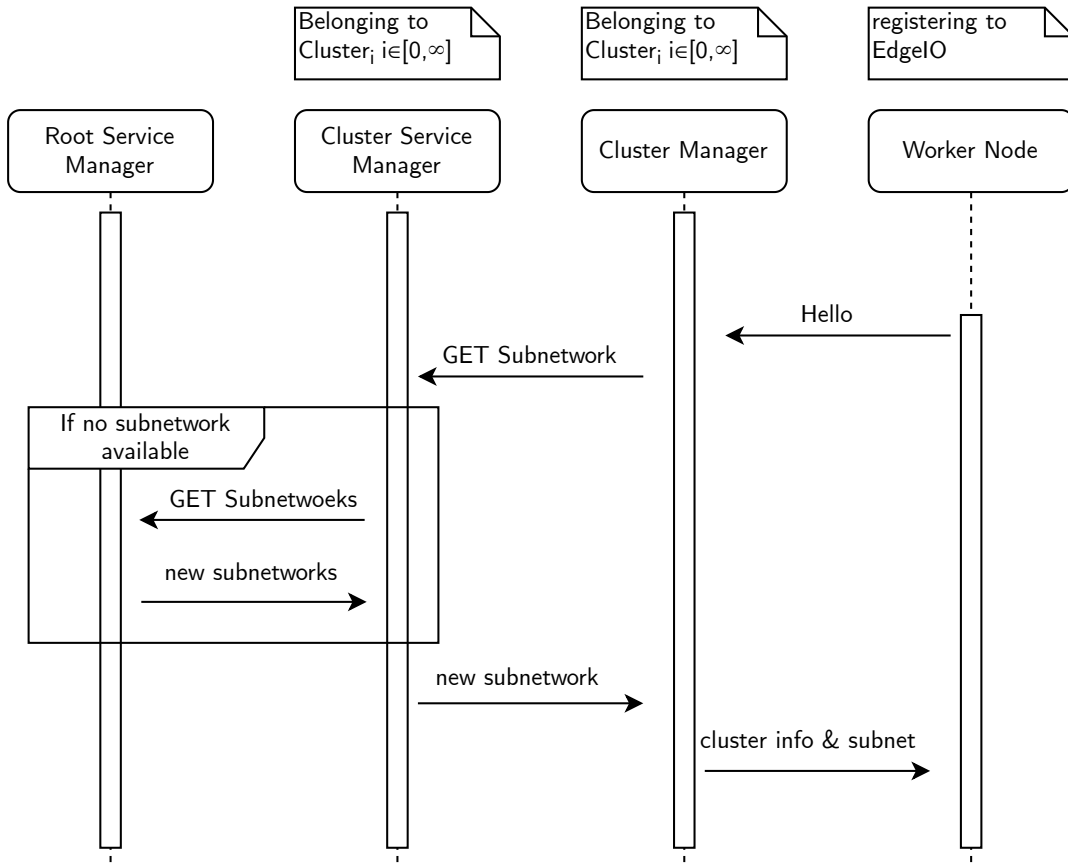 Belonging to
Clusterᵢ i∈[0,∞]
Belonging to
Clusterᵢ i∈[0,∞]
registering to
EdgeIO
Root Service
Manager
Cluster Service
Manager
Cluster Manager
Worker Node
Hello
GET Subnetwork
If no subnetwork
available
GET Subnetwoeks
new subnetworks
new subnetwork
cluster info & subnet